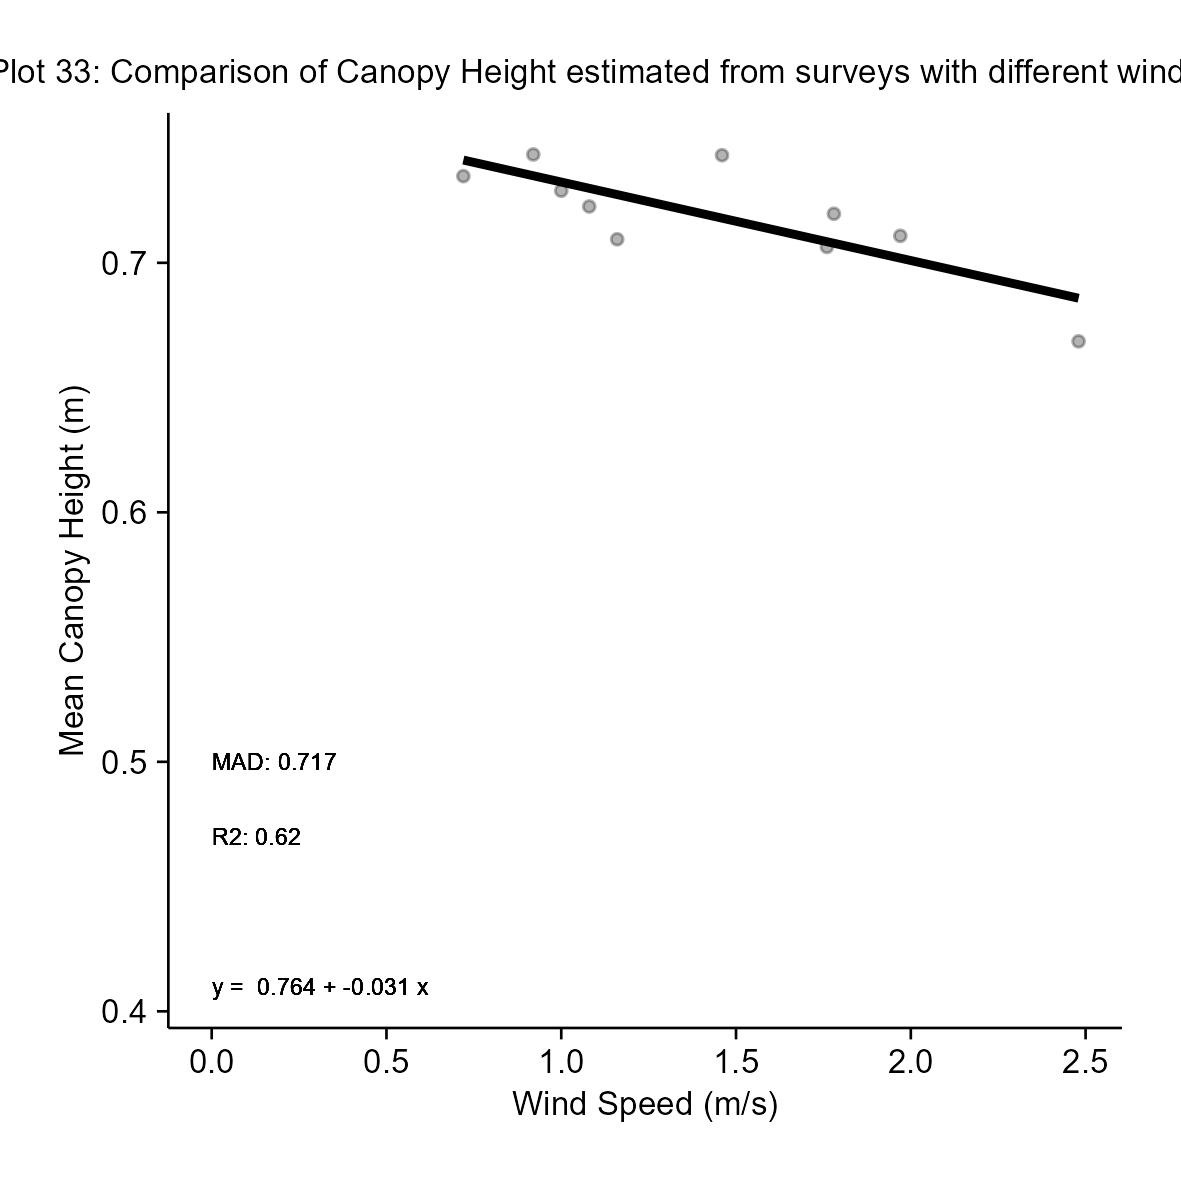 Plot 33: Comparison of Canopy Height estimated from surveys with different wind
0.7
0.6
0.5
0.4
Mean Canopy Height (m)
MAD: 0.717
R2: 0.62
y =  0.764 + -0.031 x
0.0 0.5 1.0 1.5 2.0 2.5
Wind Speed (m/s)